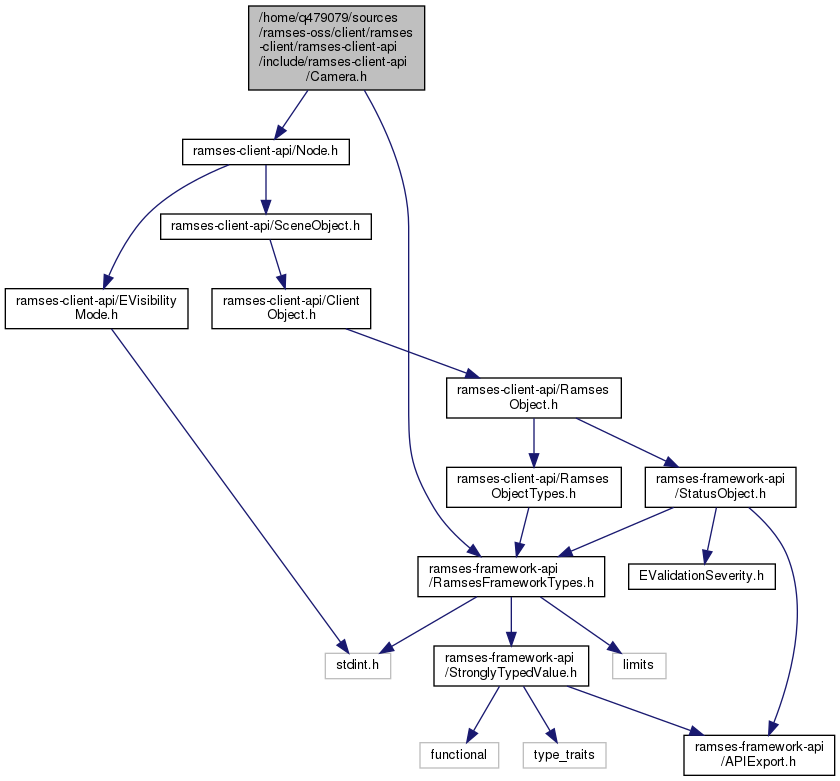 /home/q479079/sources
/ramses-oss/client/ramses
-client/ramses-client-api
/include/ramses-client-api
/Camera.h
ramses-client-api/Node.h
ramses-client-api/SceneObject.h
ramses-client-api/EVisibility
Mode.h
ramses-client-api/Client
Object.h
ramses-client-api/Ramses
Object.h
ramses-client-api/Ramses
ObjectTypes.h
ramses-framework-api
/StatusObject.h
ramses-framework-api
/RamsesFrameworkTypes.h
EValidationSeverity.h
stdint.h
ramses-framework-api
/StronglyTypedValue.h
limits
functional
type_traits
ramses-framework-api
/APIExport.h